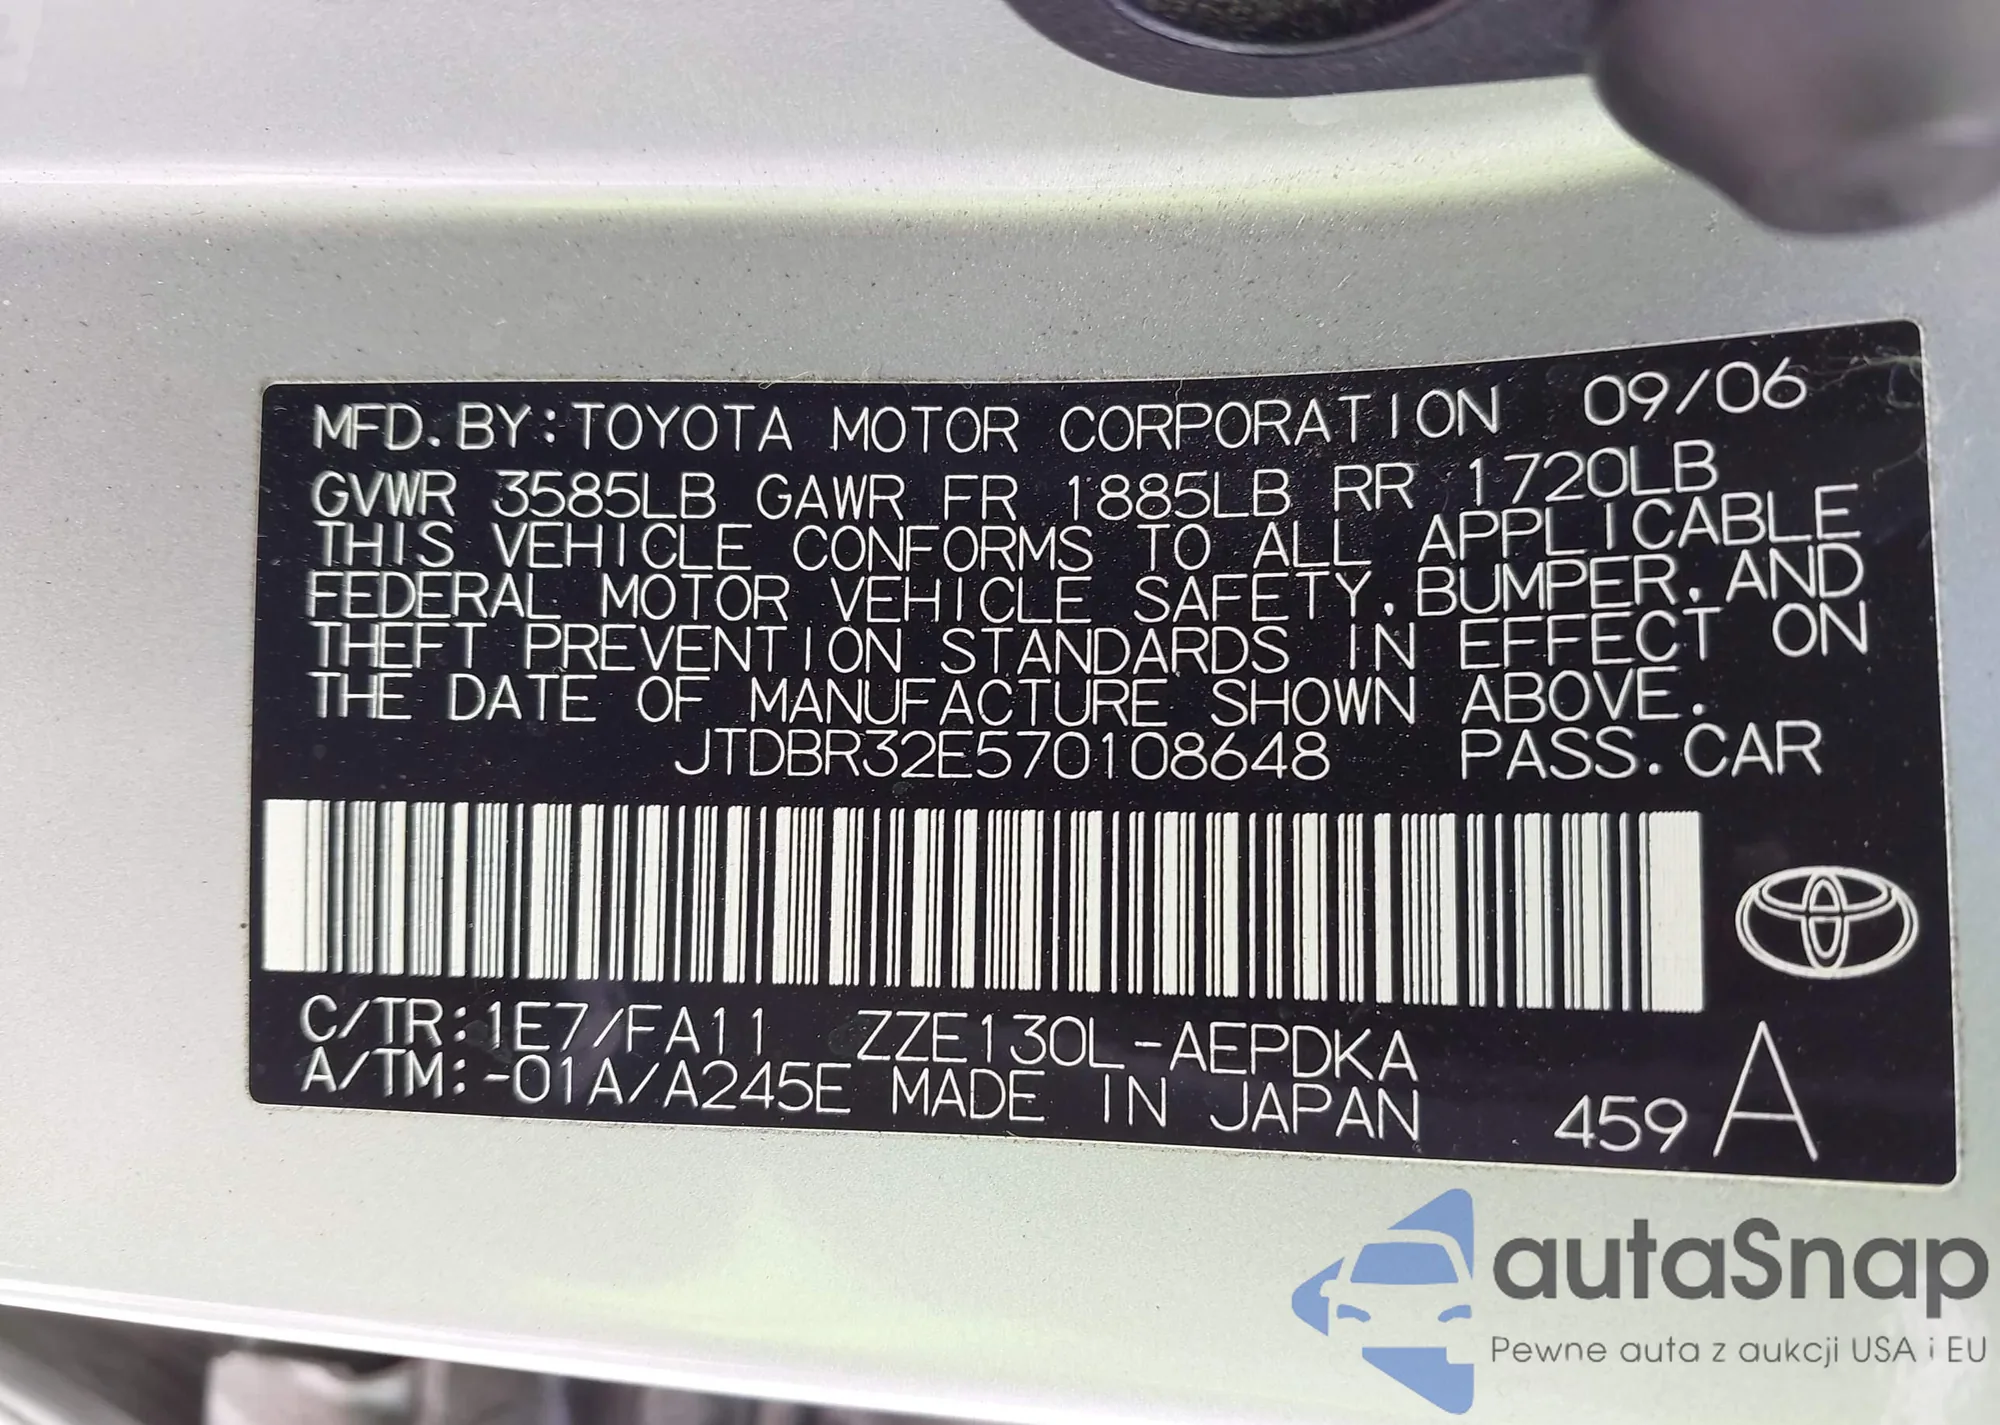 MFD. BY: TOYOTA MOTOR CORPORATION 09/06
GVWR 3585LB GAWR FR 1885LB RR 1720LB
THIS VEHICLE CONFORMS TO ALL APPLICABLE
FEDERAL MOTOR VEHICLE SAFETY, BUMPER, AND
THEFT PREVENTION STANDARDS IN EFFECT ON
THE DATE OF MANUFACTURE SHOWN ABOVE.
JTDBR32E570108648 PASS. CAR
C/TR: 1E7/FA11 ZZE130L-AEPDKA
A/TM: -01A/A245E MADE IN JAPAN 459 A
autaSnap
Pewne auta z aukcji USA i EU